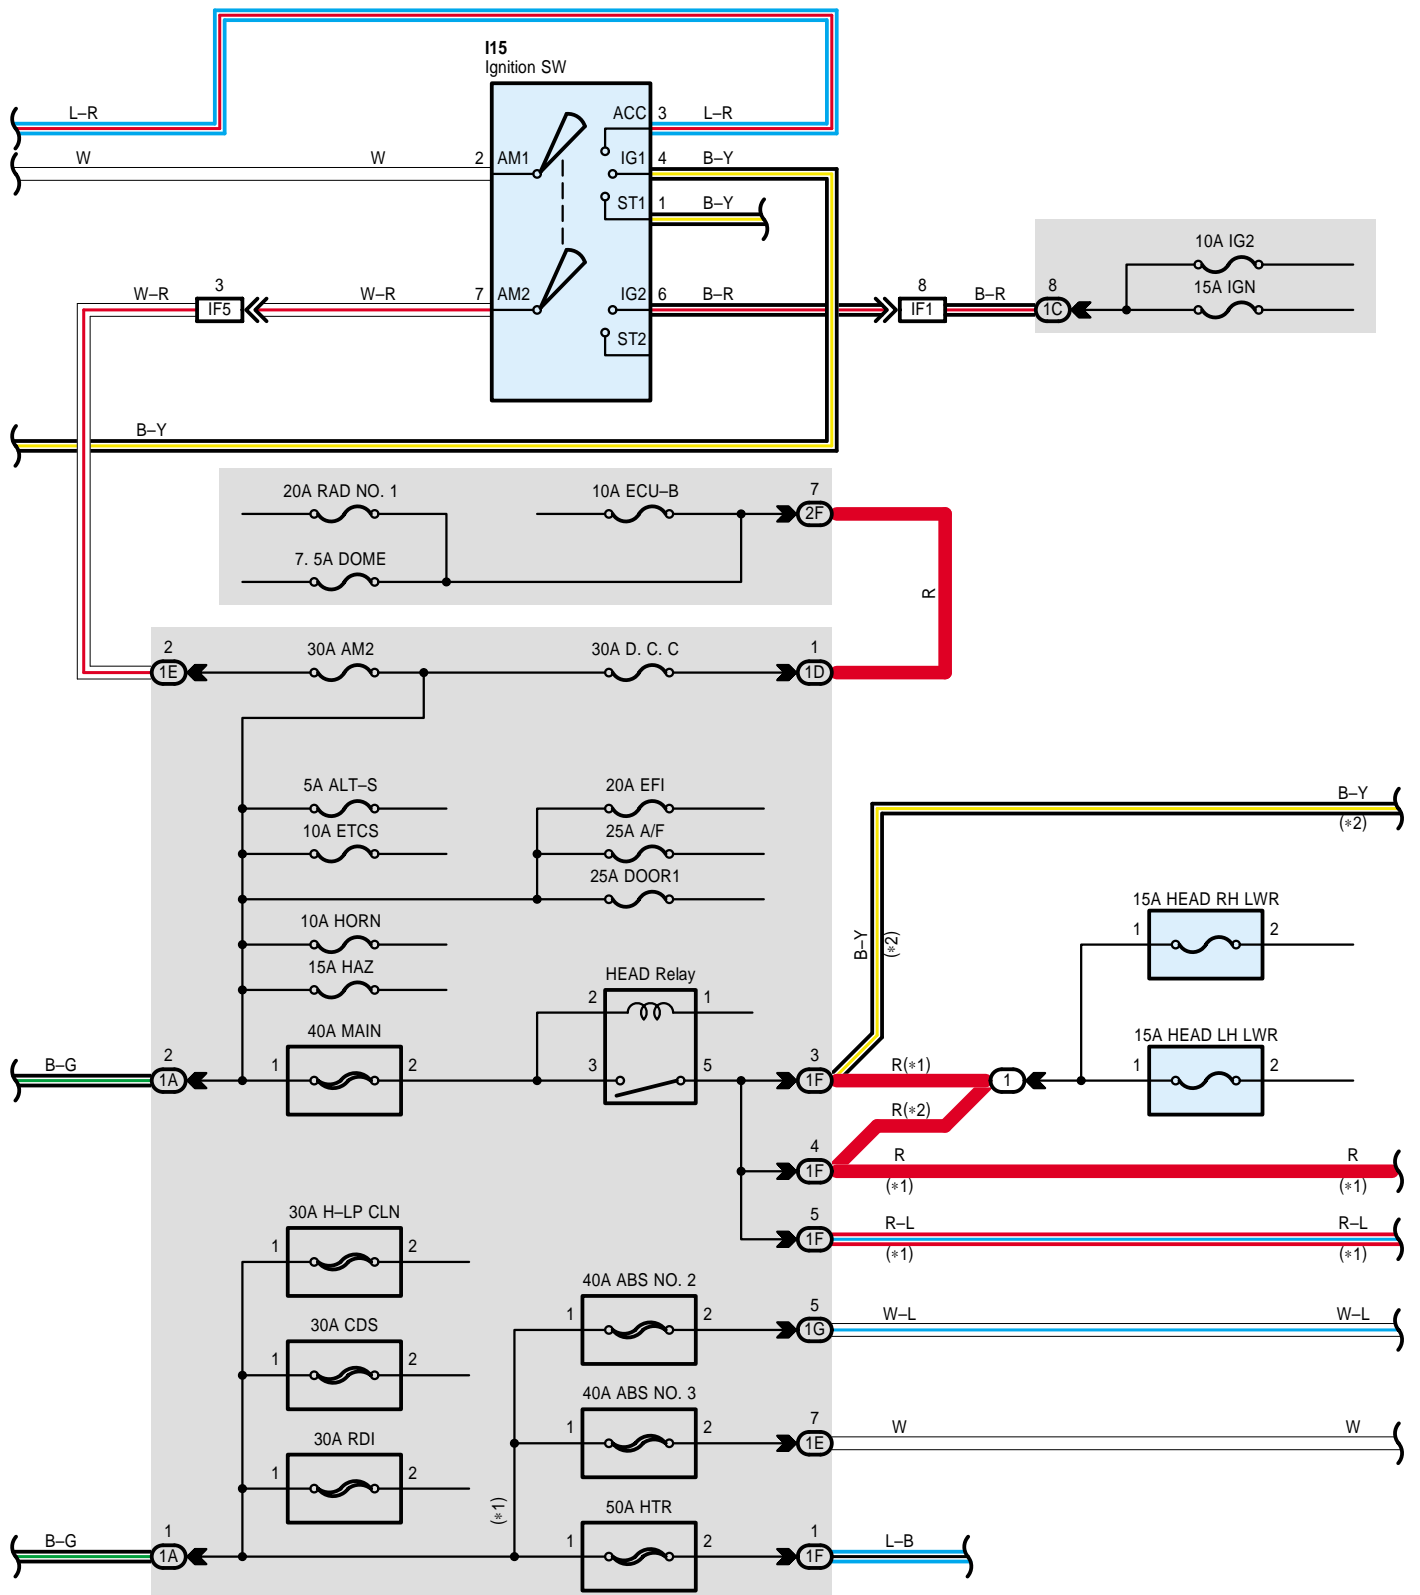 I15
Ignition SW
L–R
ACC 3 L–R
W W 2 AM1 IG1 4 B–Y
ST1 1 B–Y
10A IG2
3 8 8
W–R IF5 W–R 7 AM2 IG2 6 B–R IF1 B–R 1C 15A IGN
ST2
B–Y
20A RAD NO. 1 10A ECU–B 7
2F
7. 5A DOME
R
2 30A AM2 30A D. C. C 1
1E 1D
5A ALT–S 20A EFI B–Y
(∗2)
10A ETCS 25A A/F
25A DOOR1
15A HEAD RH LWR
1 2
10A HORN
B–Y (∗2)
15A HAZ
HEAD Relay
2 1
40A MAIN 15A HEAD LH LWR
B–G 2 1A 1 2 3 5 3 1F R(∗1) 1 1 2
R(∗2)
4
1F R R
(∗1) (∗1)
30A H–LP CLN 5
1 2 1F R–L R–L
(∗1) (∗1)
40A ABS NO. 2 5
1 2 1G W–L W–L
30A CDS
1 2
40A ABS NO. 3 7
1 2 1E W W
30A RDI
1 2
(∗1)
50A HTR
B–G 1 1A 1 2 1 1F L–B